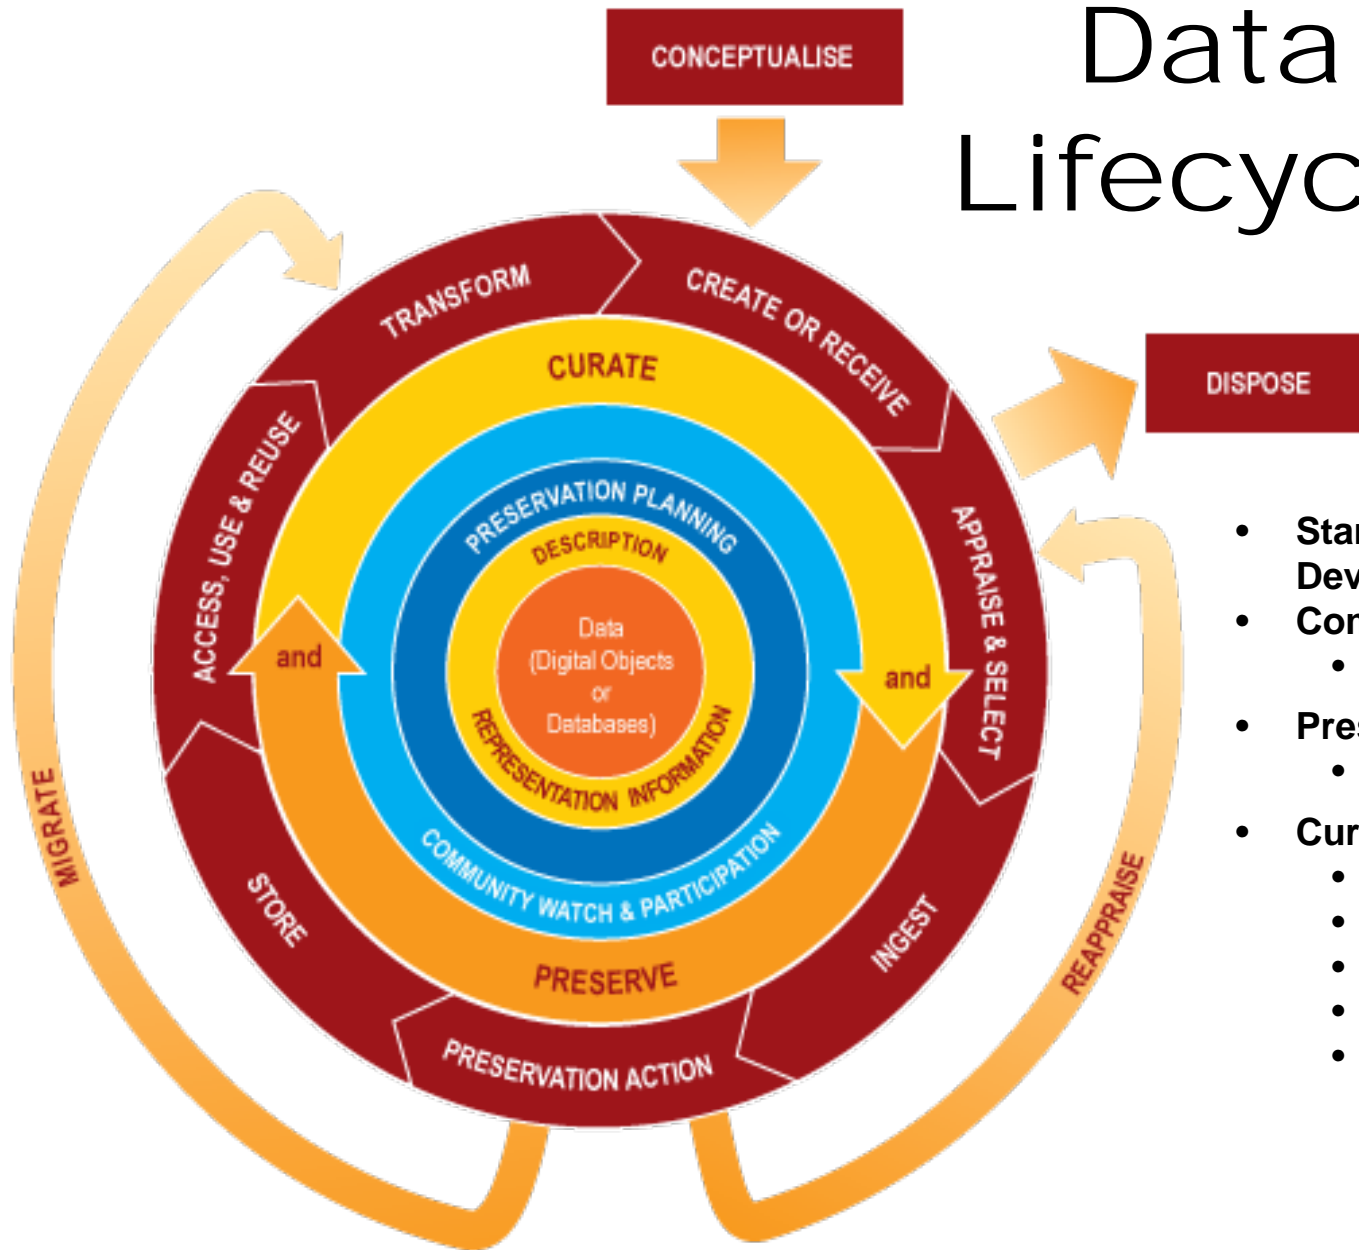 Data
Lifecyc
CONCEPTUALISE
TRANSFORM
CREATE OR RECEIVE
DISPOSE
CURATE
ACCESS, USE & REUSE
APPRAISE & SELECT
PRESERVATION PLANNING
DESCRIPTION
Data
(Digital Objects
or
Databases)
and
and
REPRESENTATION INFORMATION
COMMUNITY WATCH & PARTICIPATION
PRESERVE
MIGRATE
STORE
INGEST
REAPPRAISE
PRESERVATION ACTION
• Star
Dev
• Con
•
• Pres
•
• Cur
•
•
•
•
•